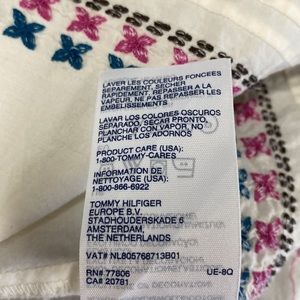 LAVER LES COULEURS FONCEES
SEPAREMENT, SECHER
RAPIDEMENT, REPASSER A LA
VAPEUR, NE PAS REPASSER LES
EMBELISSEMENTS
LAVAR LOS COLORES OSCUROS
SEPARADO, SECAR PRONTO,
PLANCHAR CON VAPOR, NO
PLANCHE LOS ADORNOS
PRODUCT CARE (USA):
1-800-TOMMY-CARES
INFORMATION DE
NETTOYAGE (USA):
1-800-866-6922
TOMMY HILFIGER
EUROPE B.V.
STADHOUDERSKADE 6
AMSTERDAM,
THE NETHERLANDS
VAT# NL805768713B01
RN# 77806 UE-8Q
CA# 20781